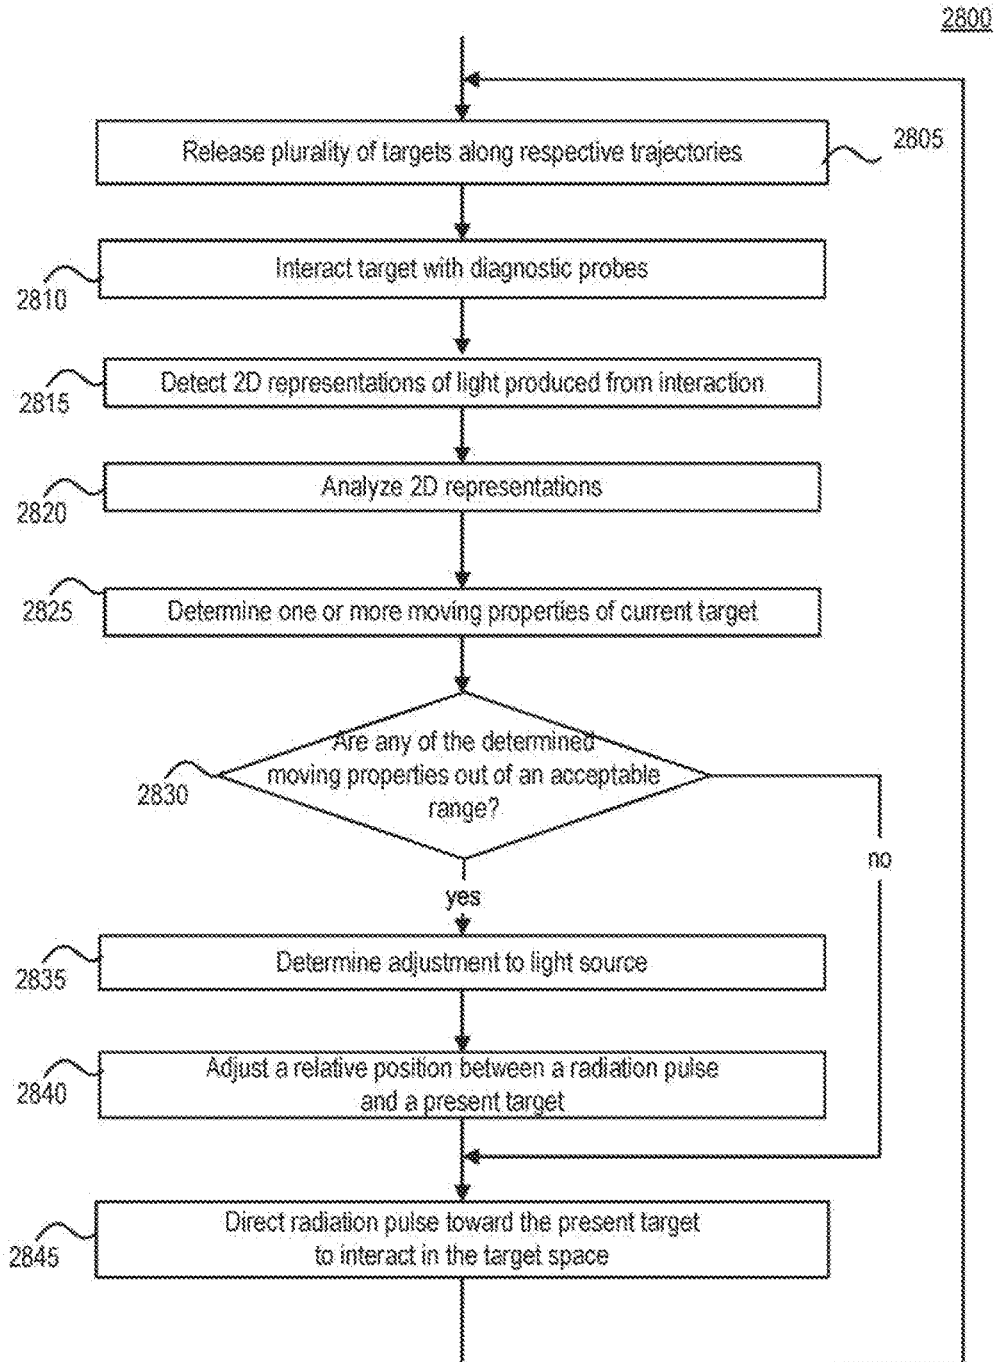 2800
Release plurality of targets along respective trajectories
2805
Interact target with diagnostic probes
2810
Detect 2D representations of light produced from interaction
2815
Analyze 2D representations
2820
Determine one or more moving properties of current target
2825
Are any of the determined
moving properties out of an acceptable
range?
2830
no
yes
Determine adjustment to light source
2835
Adjust a relative position between a radiation pulse
and a present target
2840
Direct radiation pulse toward the present target
to interact in the target space
2845